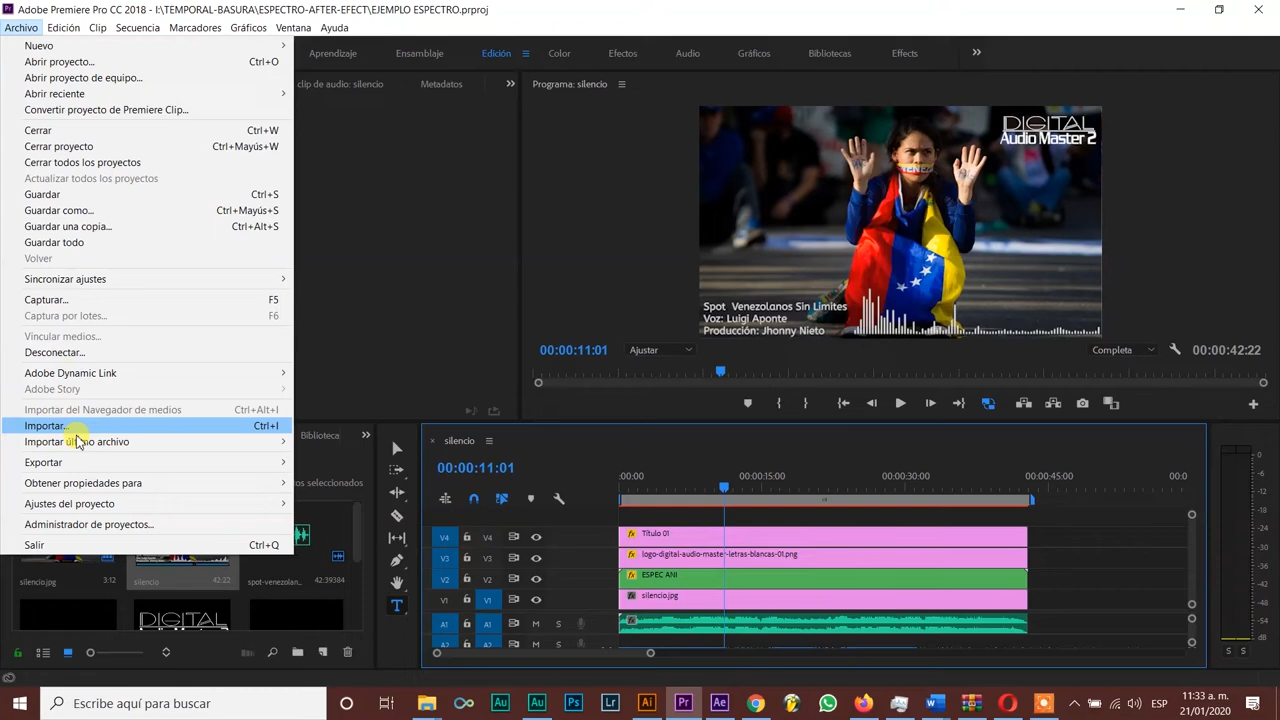 Adobe Premiere Pro CC 2018 - I:\TEMPORAL-BASURA\ESPECTRO-AFTER-EFECT\EJEMPLO ESPECTRO.prproj
Archivo Edición Clip Secuencia Marcadores Gráficos Ventana Ayuda
Nuevo
Abrir proyecto... Ctrl+O
Abrir proyecto de equipo...
Abrir reciente
Convertir proyecto de Premiere Clip...
Cerrar Ctrl+W
Cerrar proyecto Ctrl+Mayús+W
Cerrar todos los proyectos
Actualizar todos los proyectos
Guardar Ctrl+S
Guardar como... Ctrl+Mayús+S
Guardar una copia... Ctrl+Alt+S
Guardar todo
Volver
Sincronizar ajustes
Capturar... F5
Captura por lotes... F6
Vincular medios...
Desconectar...
Adobe Dynamic Link
Adobe Story
Importar del Navegador de medios Ctrl+Alt+I
Importar... Ctrl+I
Importar último archivo
Exportar
Obtener propiedades para
Ajustes del proyecto
Administrador de proyectos...
Salir Ctrl+Q
Aprendizaje Ensamblaje Edición Color Efectos Audio Gráficos Bibliotecas Effects
clip de audio: silencio Metadatos
Programa: silencio
DIGITAL
Audio Master 2
Spot Venezolanos Sin Limites
Voz: Luigi Aponte
Producción: Jhonny Nieto
00:00:11:01 Ajustar Completa 00:00:42:22
Biblioteca
os seleccionados
silencio.jpg 3:12 silencio 42:22 spot-venezolan... 42:39384
DIGITAL
silencio
00:00:11:01
:00:00 00:00:15:00 00:00:30:00 00:00:45:00 00:0
V4 V4 Título 01
V3 V3 logo-digital-audio-master-letras-blancas-01.png
V2 V2 ESPEC ANI
V1 V1 silencio.jpg
A1 A1 M S
A2 A2 M S
S S
Escribe aquí para buscar
ESP
11:33 a. m.
21/01/2020